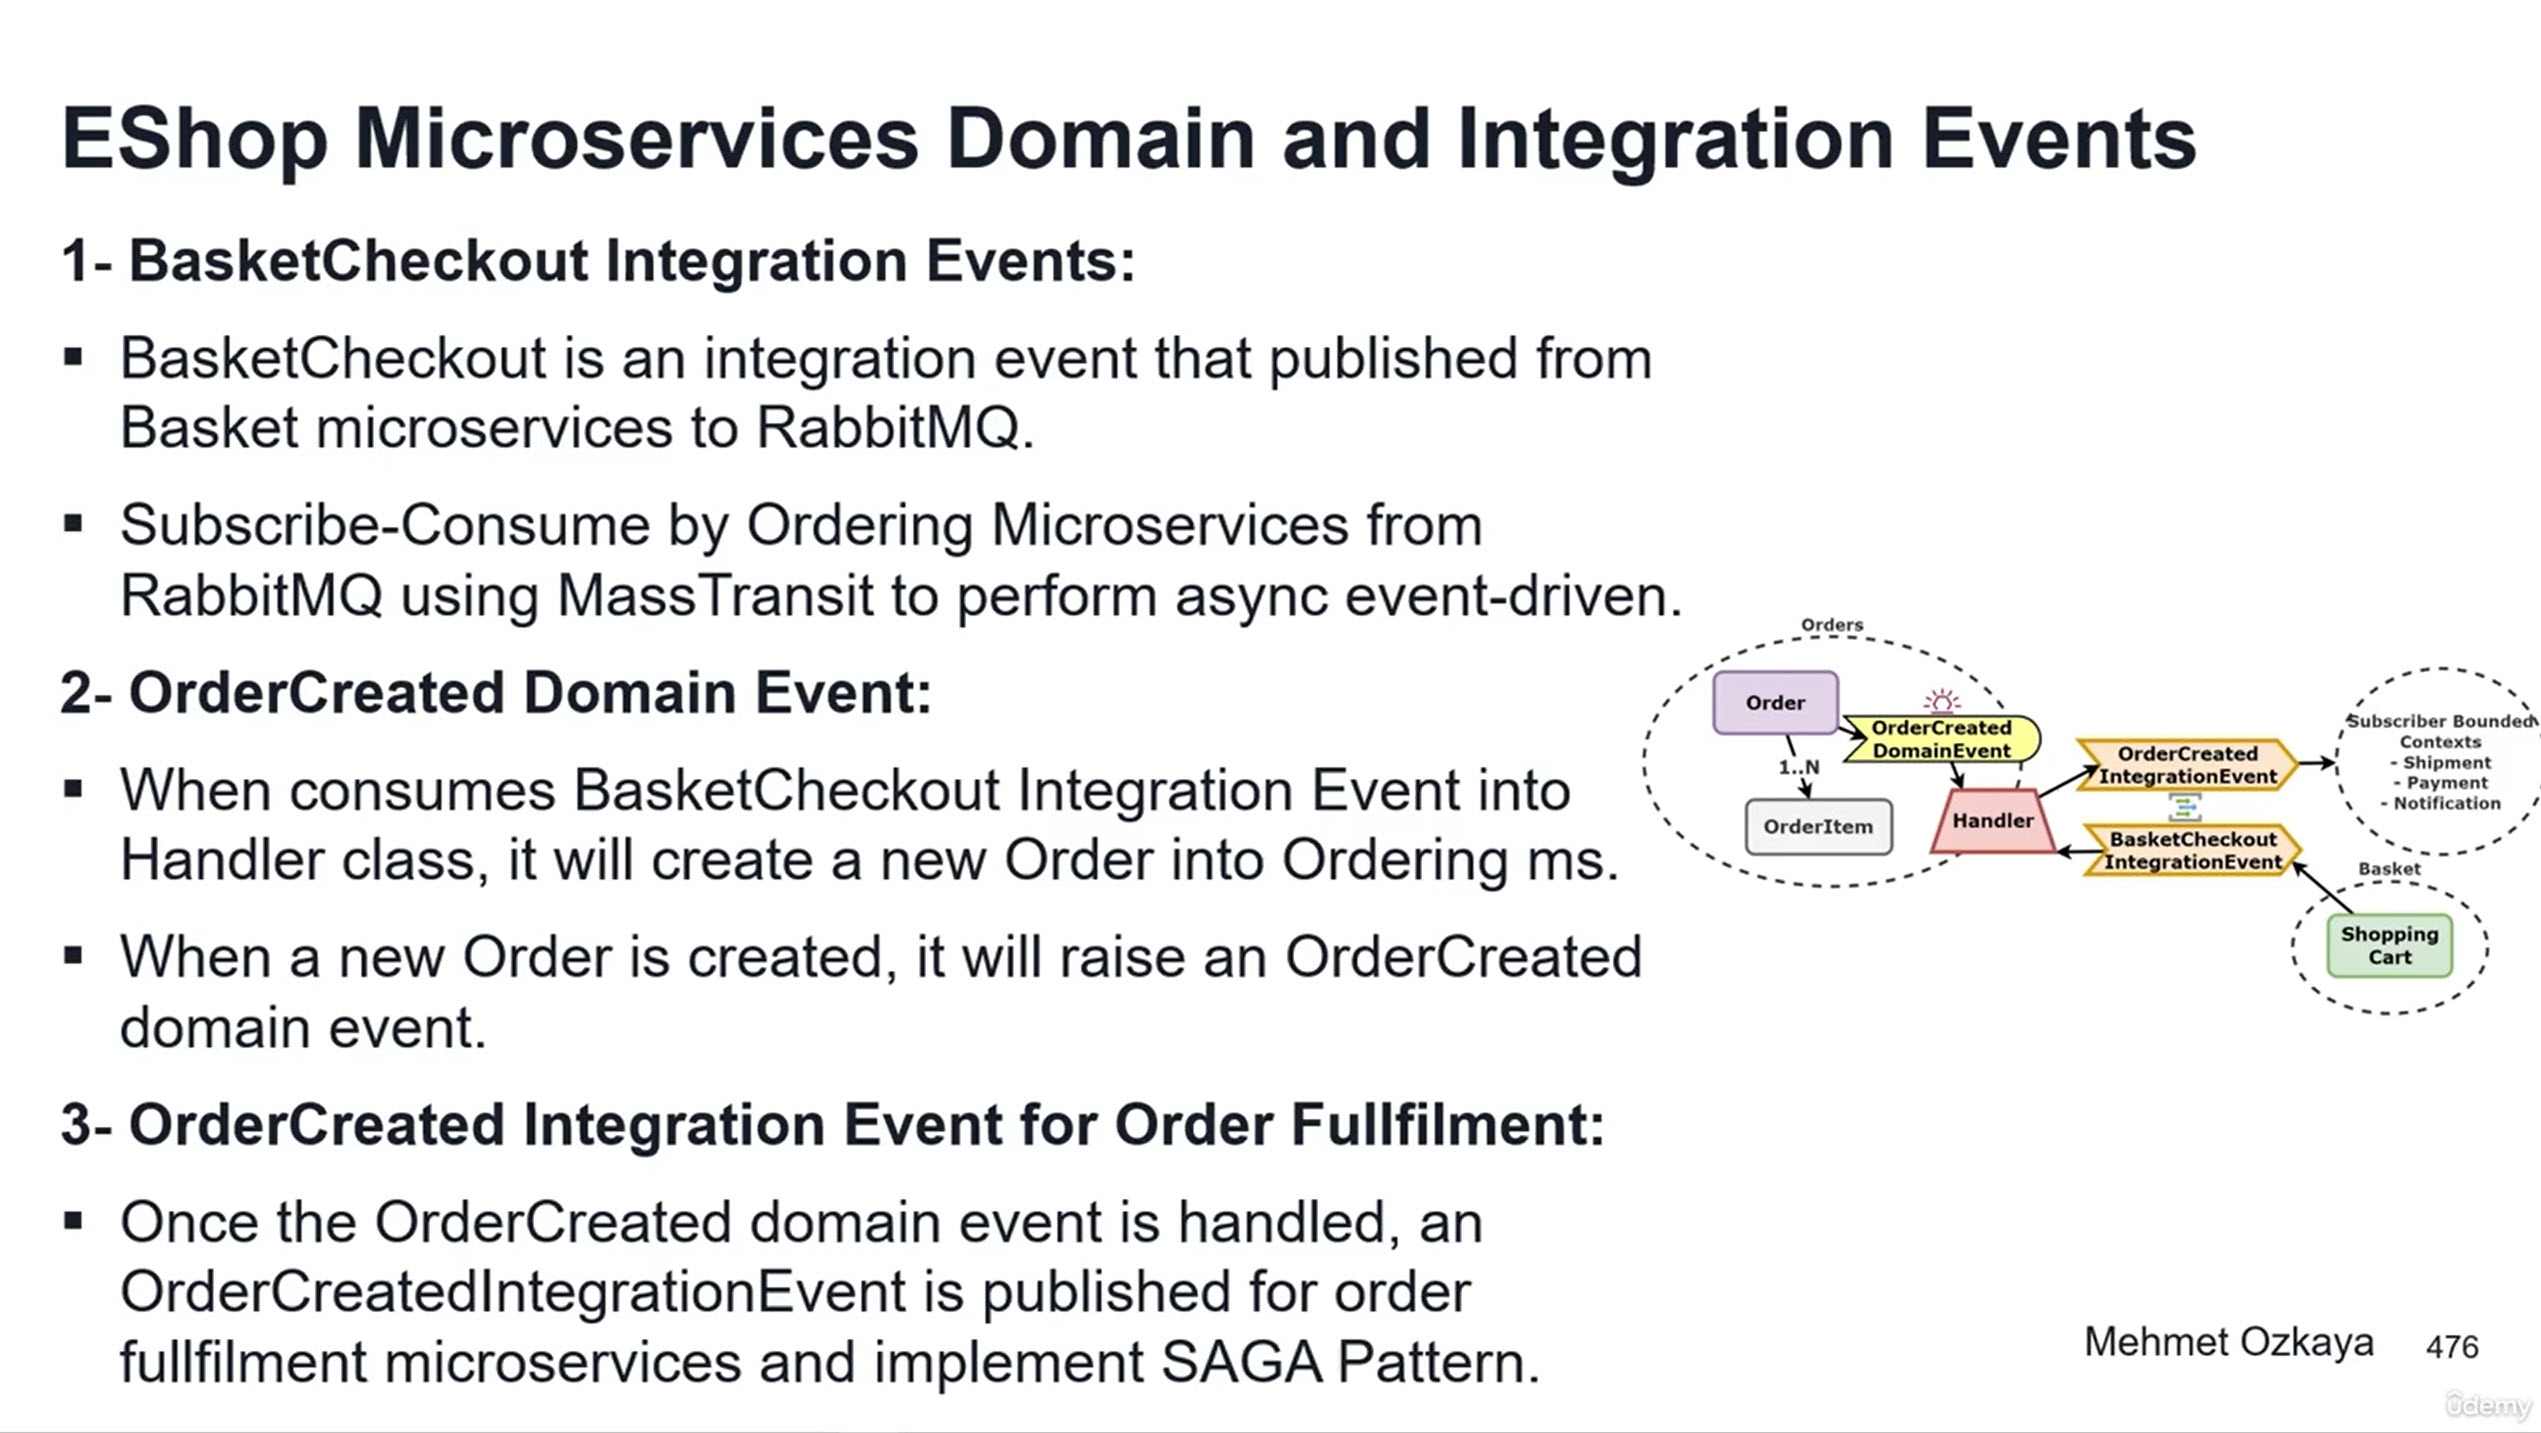 EShop Microservices Domain and Integration Events
1- BasketCheckout Integration Events:
▪ BasketCheckout is an integration event that published from
Basket microservices to RabbitMQ.
▪ Subscribe-Consume by Ordering Microservices from
RabbitMQ using MassTransit to perform async event-driven.
2- OrderCreated Domain Event:
▪ When consumes BasketCheckout Integration Event into
Handler class, it will create a new Order into Ordering ms.
▪ When a new Order is created, it will raise an OrderCreated
domain event.
3- OrderCreated Integration Event for Order Fullfilment:
▪ Once the OrderCreated domain event is handled, an
OrderCreatedIntegrationEvent is published for order
fullfilment microservices and implement SAGA Pattern.
Orders
Order
OrderCreated
DomainEvent
1..N
OrderItem
Handler
OrderCreated
IntegrationEvent
BasketCheckout
IntegrationEvent
Subscriber Bounded
Contexts
- Shipment
- Payment
- Notification
Basket
Shopping
Cart
Mehmet Ozkaya 476
ûdemy